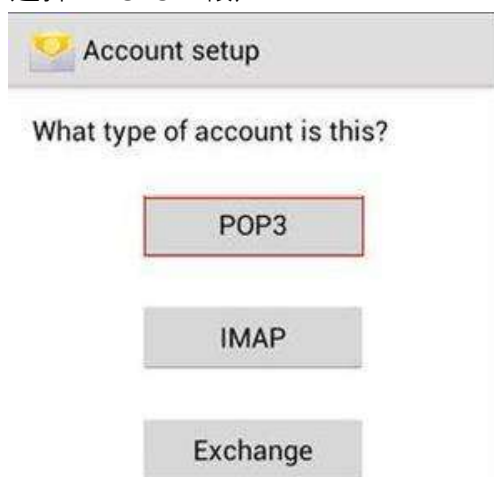 Account setup
What type of account is this?
POP3
IMAP
Exchange